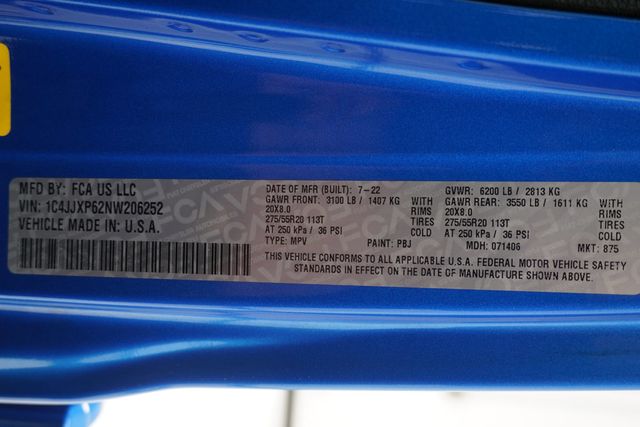 MFD BY: FCA US LLC
VIN: 1C4JJXP62NW206252
VEHICLE MADE IN: U.S.A.
DATE OF MFR (BUILT): 7-22 GVWR: 6200 LB / 2813 KG
GAWR FRONT: 3100 LB / 1407 KG WITH GAWR REAR: 3550 LB / 1611 KG WITH
20X8.0 RIMS 20X8.0 RIMS
275/55R20 113T TIRES 275/55R20 113T TIRES
AT 250 kPa / 36 PSI COLD AT 250 kPa / 36 PSI COLD
TYPE: MPV PAINT: PBJ MDH: 071406 MKT: 875
THIS VEHICLE CONFORMS TO ALL APPLICABLE U.S.A. FEDERAL MOTOR VEHICLE SAFETY
STANDARDS IN EFFECT ON THE DATE OF MANUFACTURE SHOWN ABOVE.